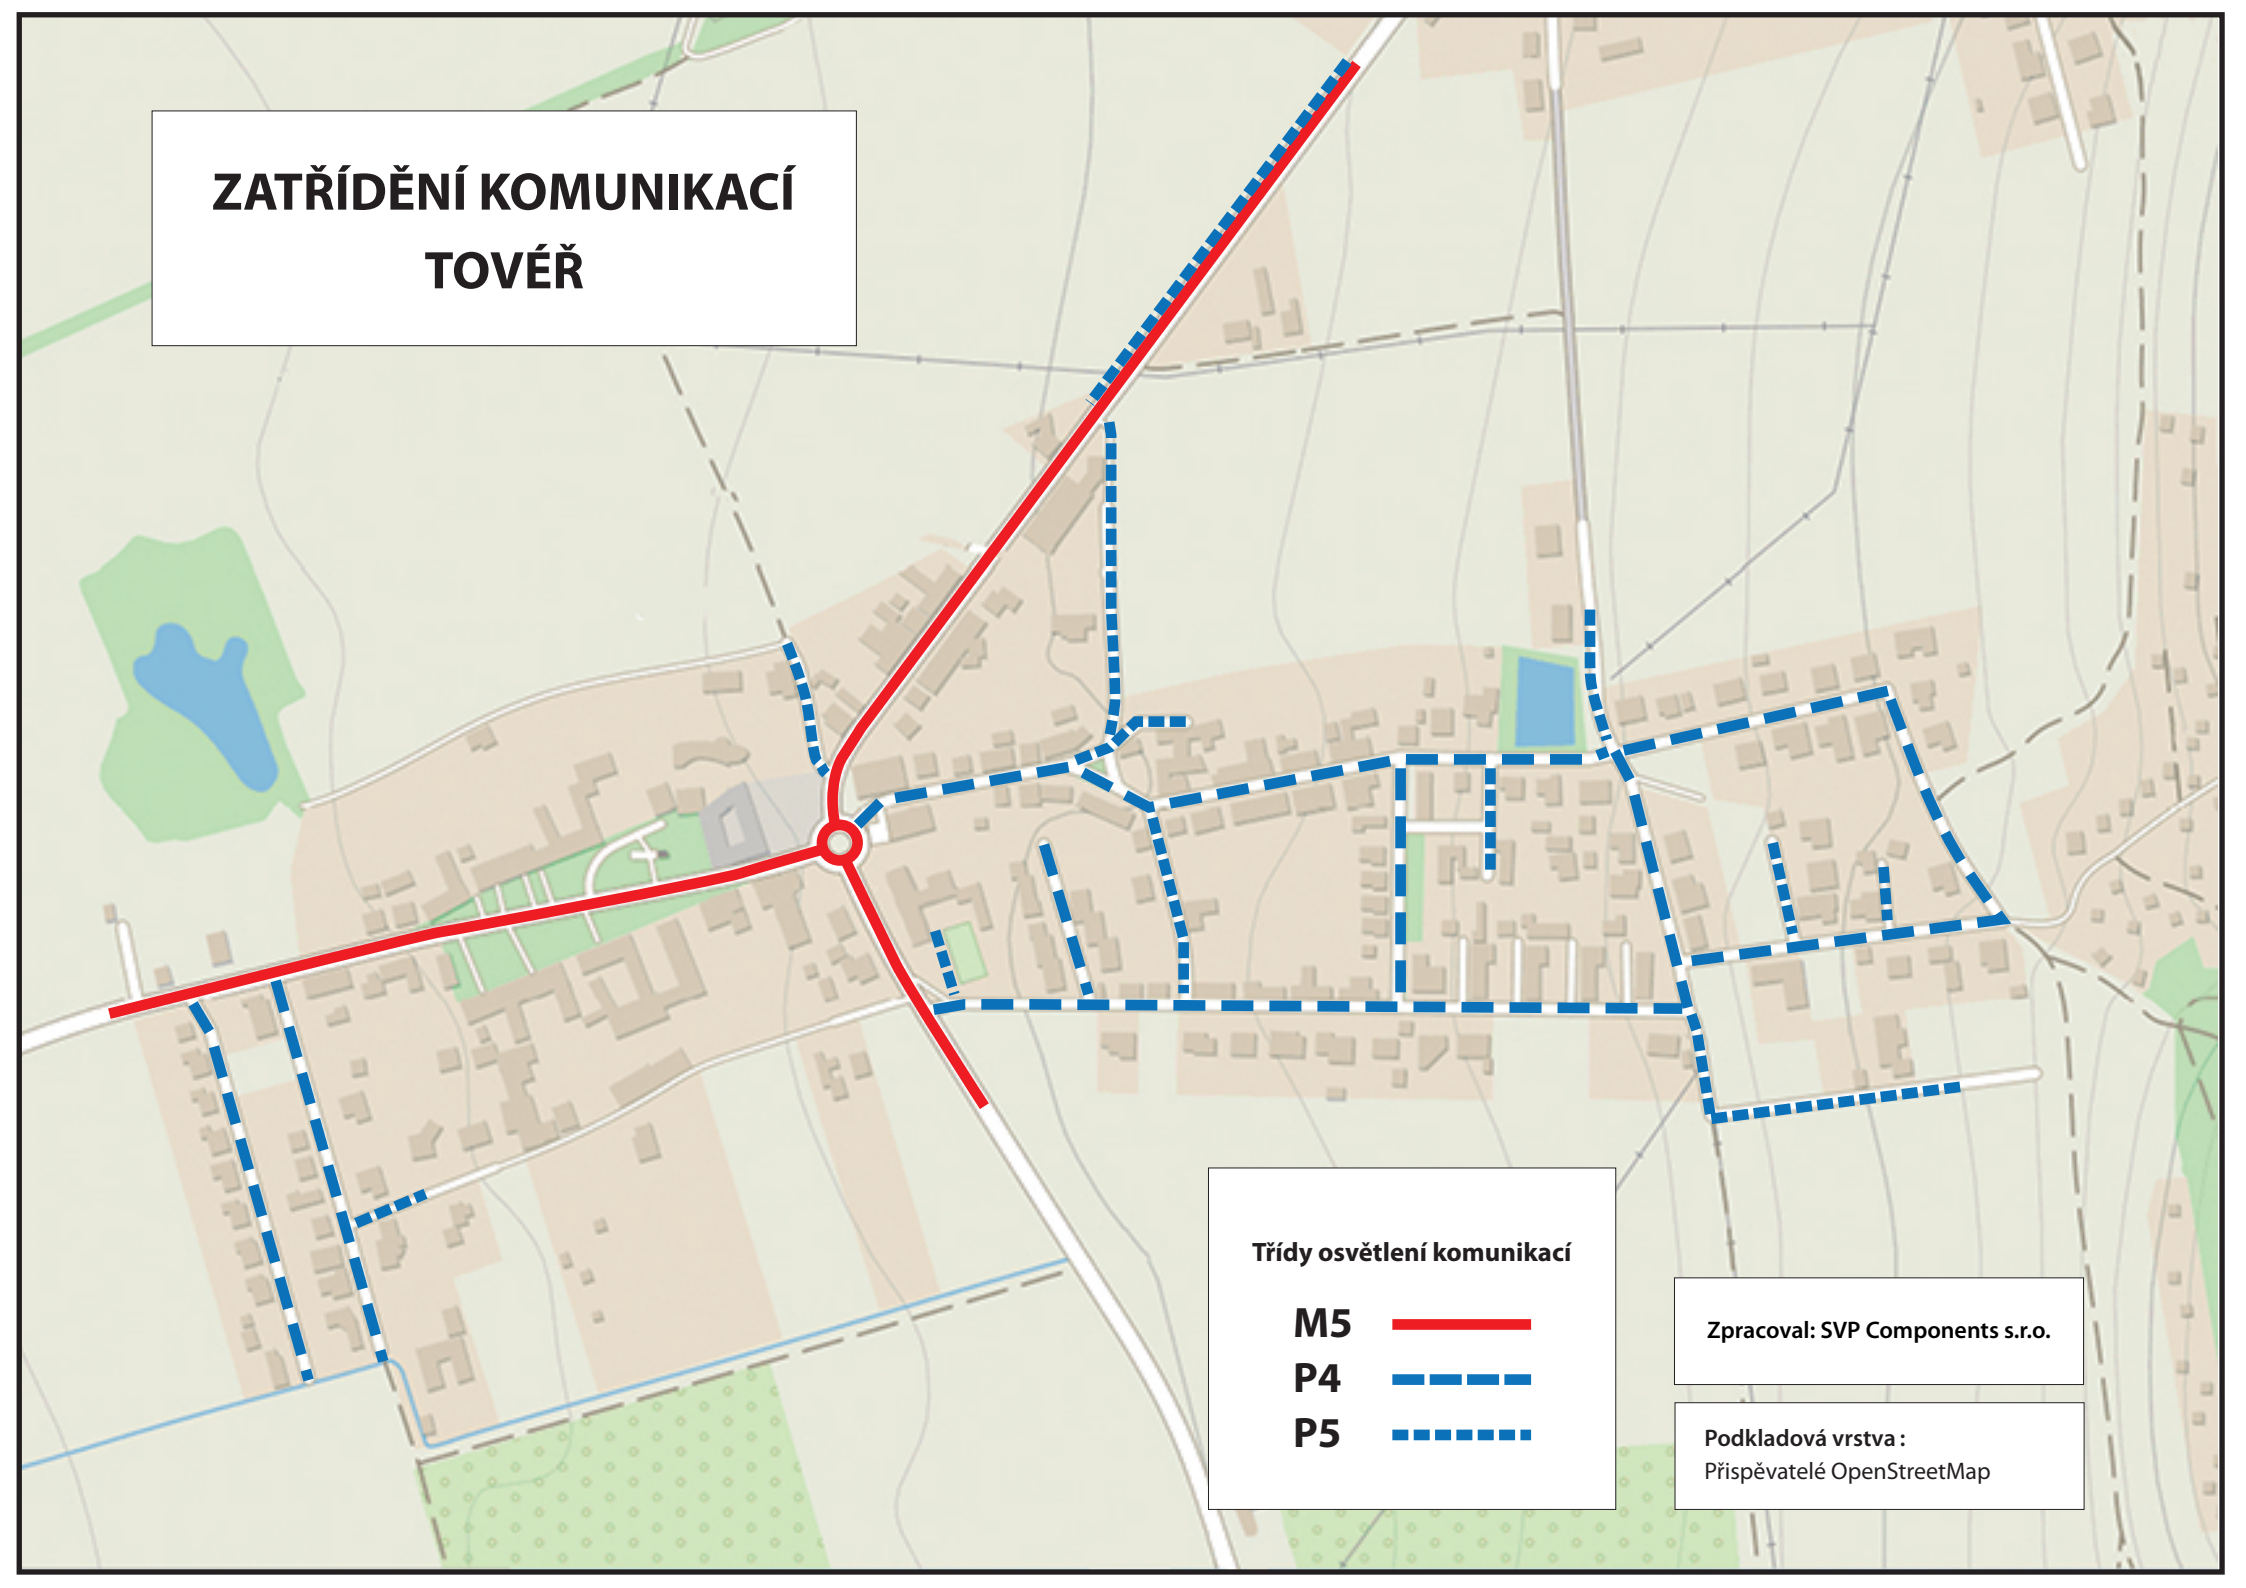 ZATŘÍDĚNÍ KOMUNIKACÍ
TOVÉŘ
Třídy osvětlení komunikací
M5
P4
P5
Zpracoval: SVP Components s.r.o.
Podkladová vrstva :
Přispěvatelé OpenStreetMap